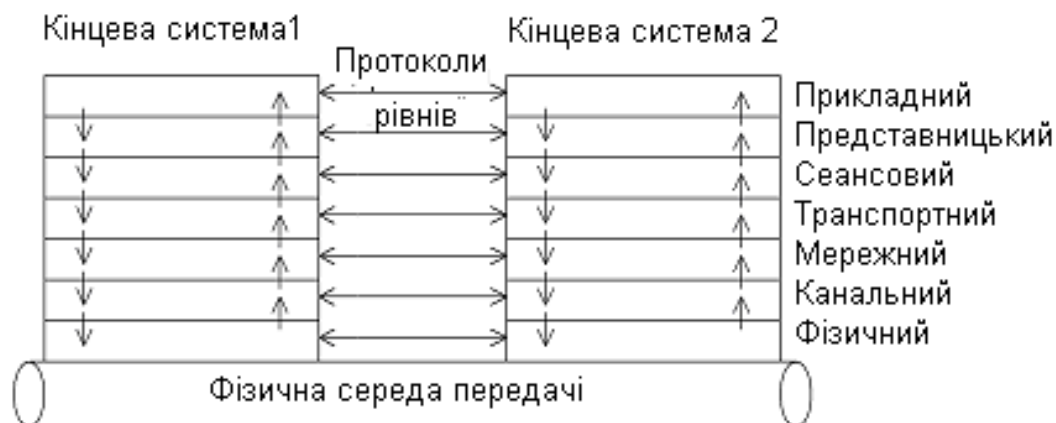 Кінцева система1
Кінцева система 2
Протоколи
рівнів
Прикладний
Представницький
Сеансовий
Транспортний
Мережний
Канальний
Фізичний
Фізична середа передачі